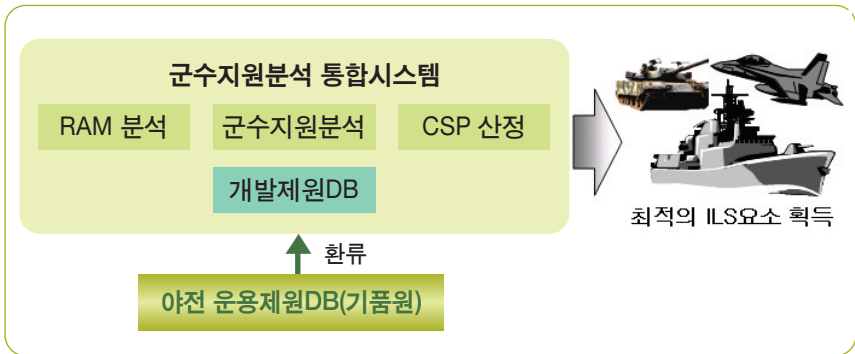 군수지원분석 통합시스템
RAM 분석
군수지원분석
CSP 산정
개발제원DB
환류
야전 운용제원DB(기품원)
최적의 ILS요소 획득